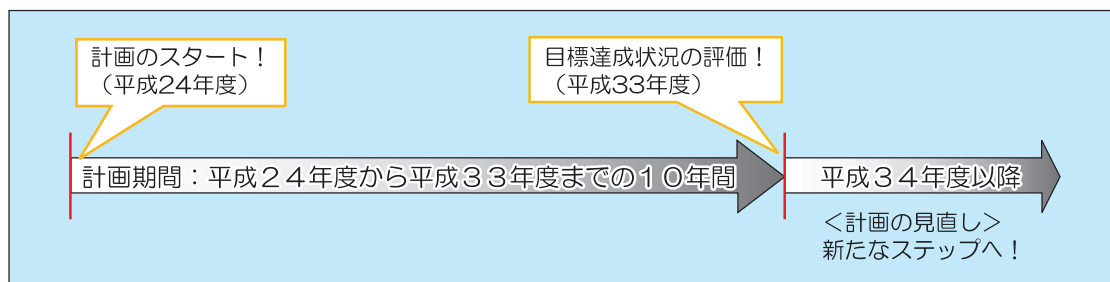 計画のスタート！
（平成24年度）
目標達成状況の評価！
（平成33年度）
計画期間：平成２４年度から平成３３年度までの１０年間
平成３４年度以降
＜計画の見直し＞
新たなステップへ！